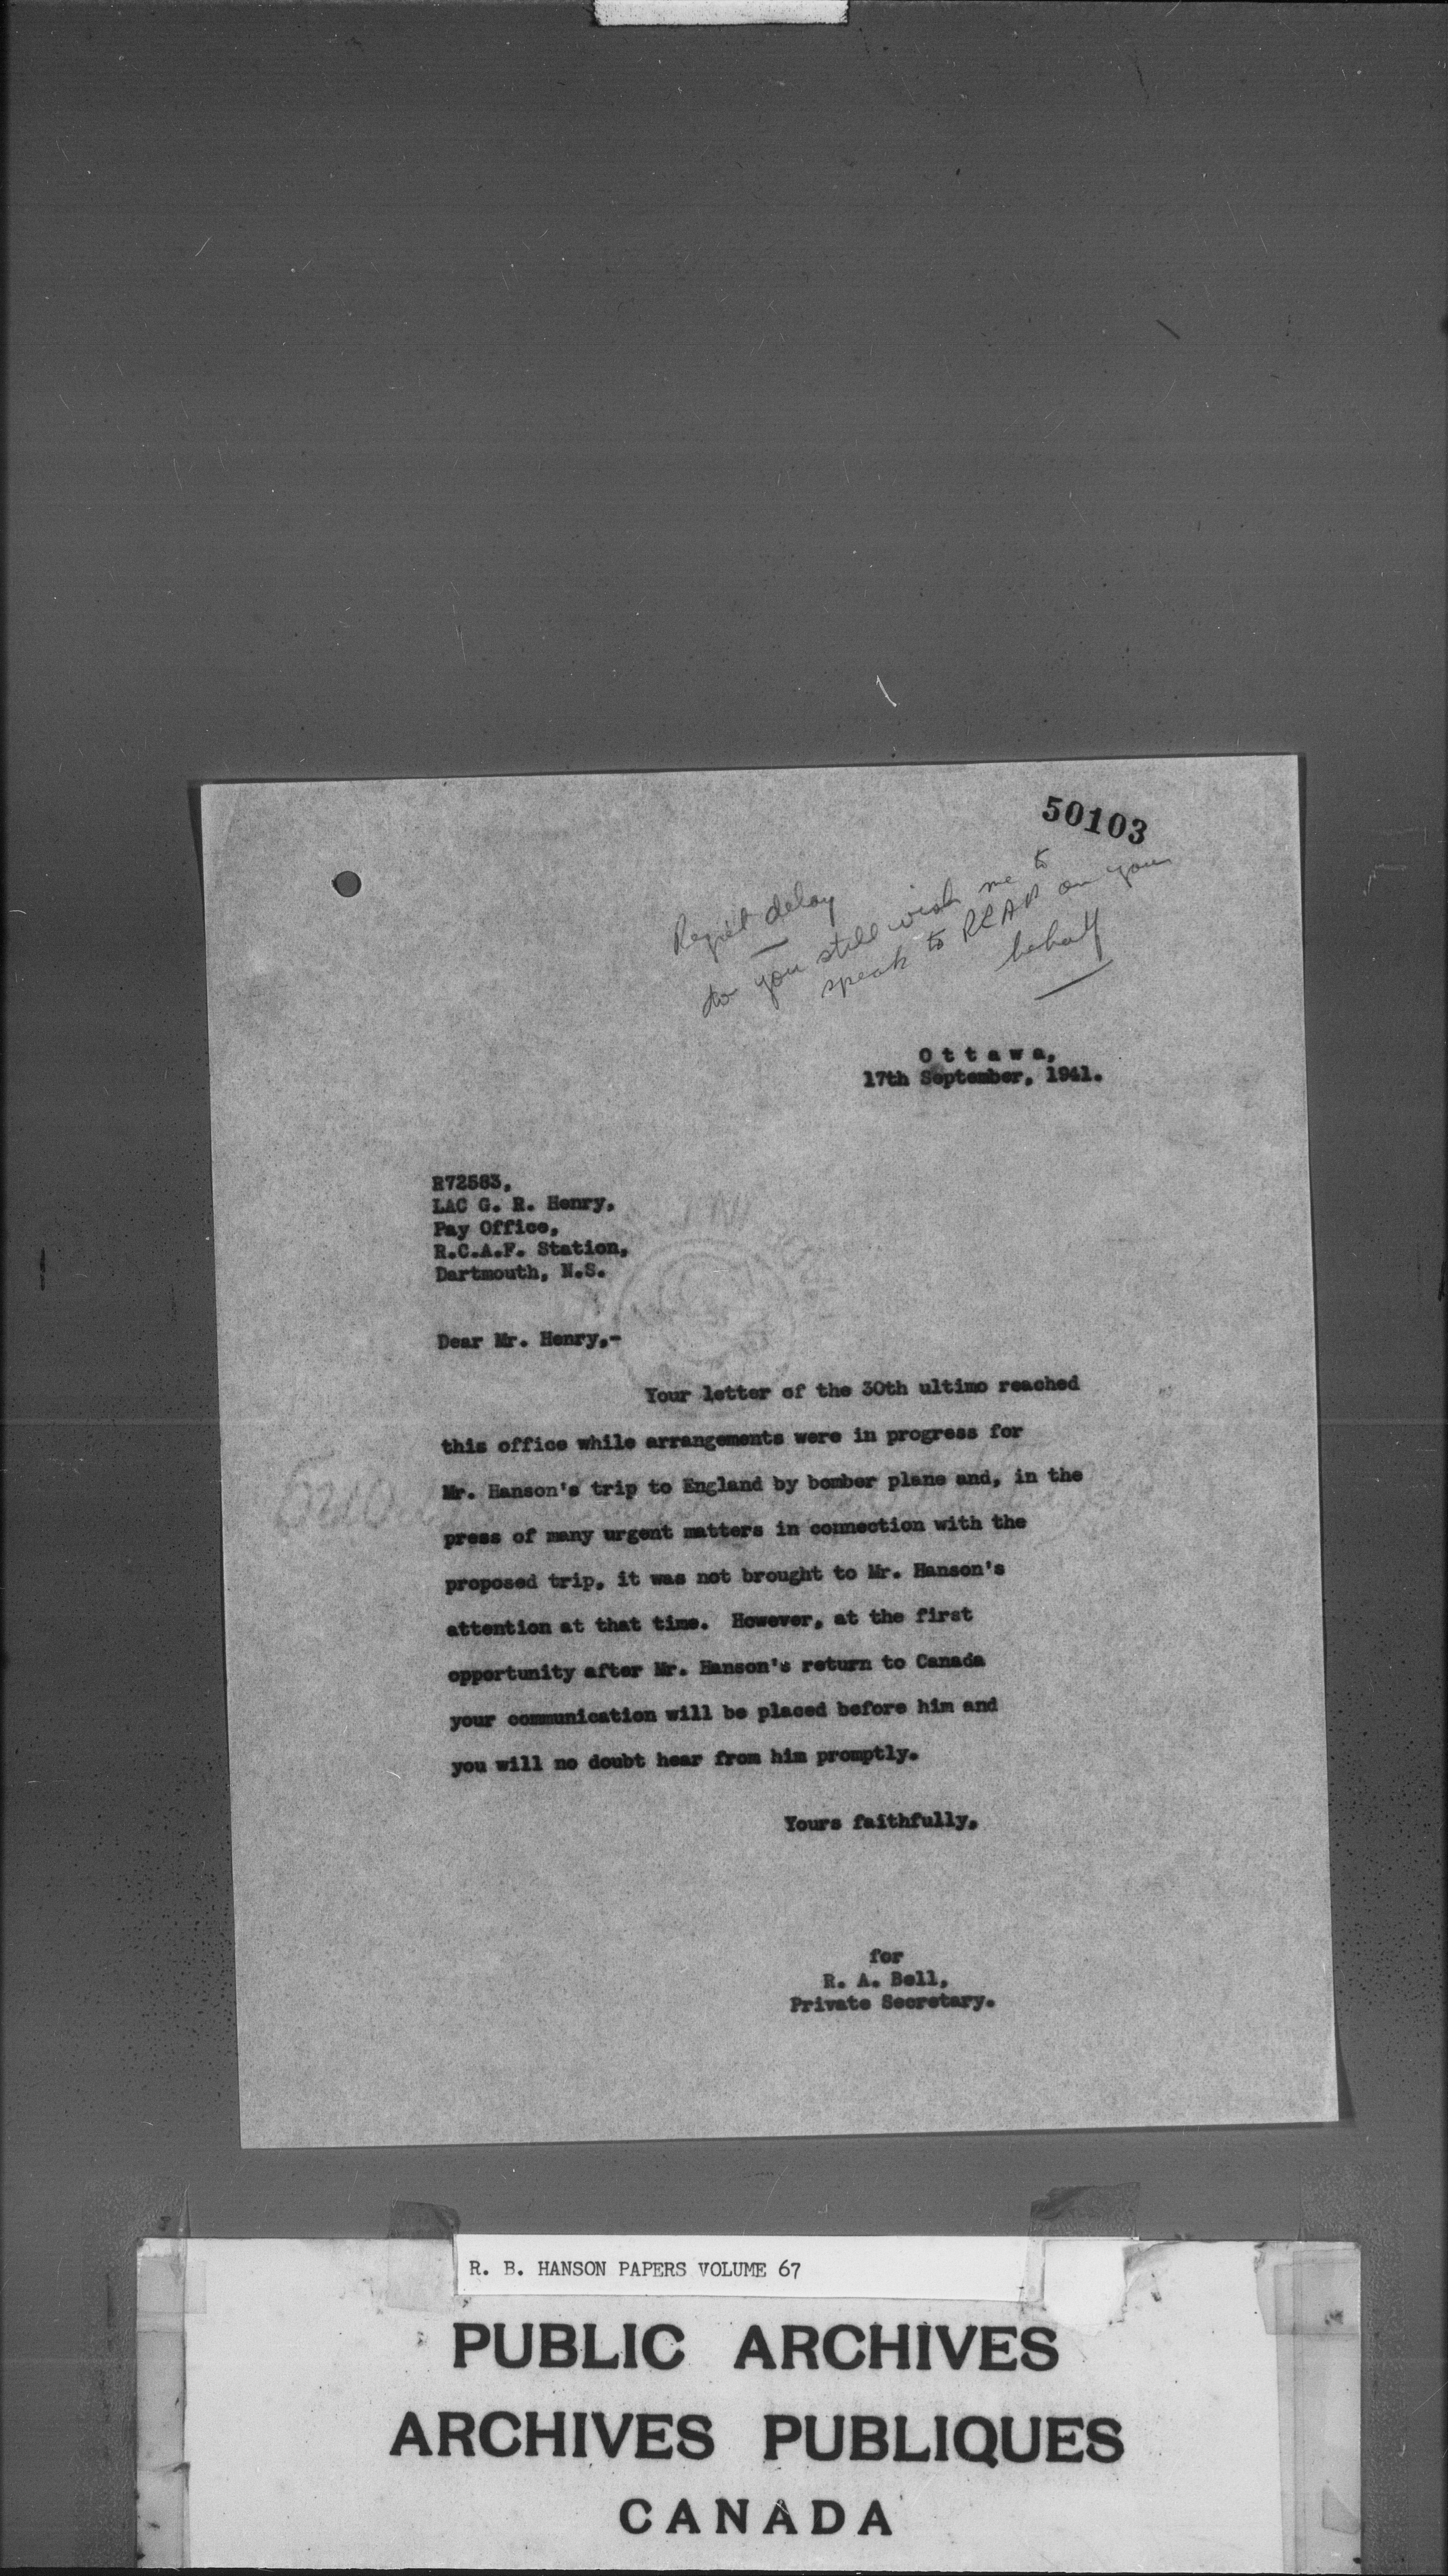 50103
Regret delay
do you still wish me to
speak to RCAF on your
behalf
Ottawa,
17th September, 1941.
R72583,
LAC G. R. Henry,
Pay Office,
R.C.A.F. Station,
Dartmouth, N.S.
Dear Mr. Henry,-
Your letter of the 30th ultimo reached
this office while arrangements were in progress for
Mr. Hanson's trip to England by bomber plane and, in the
press of many urgent matters in connection with the
proposed trip, it was not brought to Mr. Hanson's
attention at that time. However, at the first
opportunity after Mr. Hanson's return to Canada
your communication will be placed before him and
you will no doubt hear from him promptly.
Yours faithfully,
for
R. A. Bell,
Private Secretary.
R. B. HANSON PAPERS VOLUME 67
PUBLIC ARCHIVES
ARCHIVES PUBLIQUES
CANADA